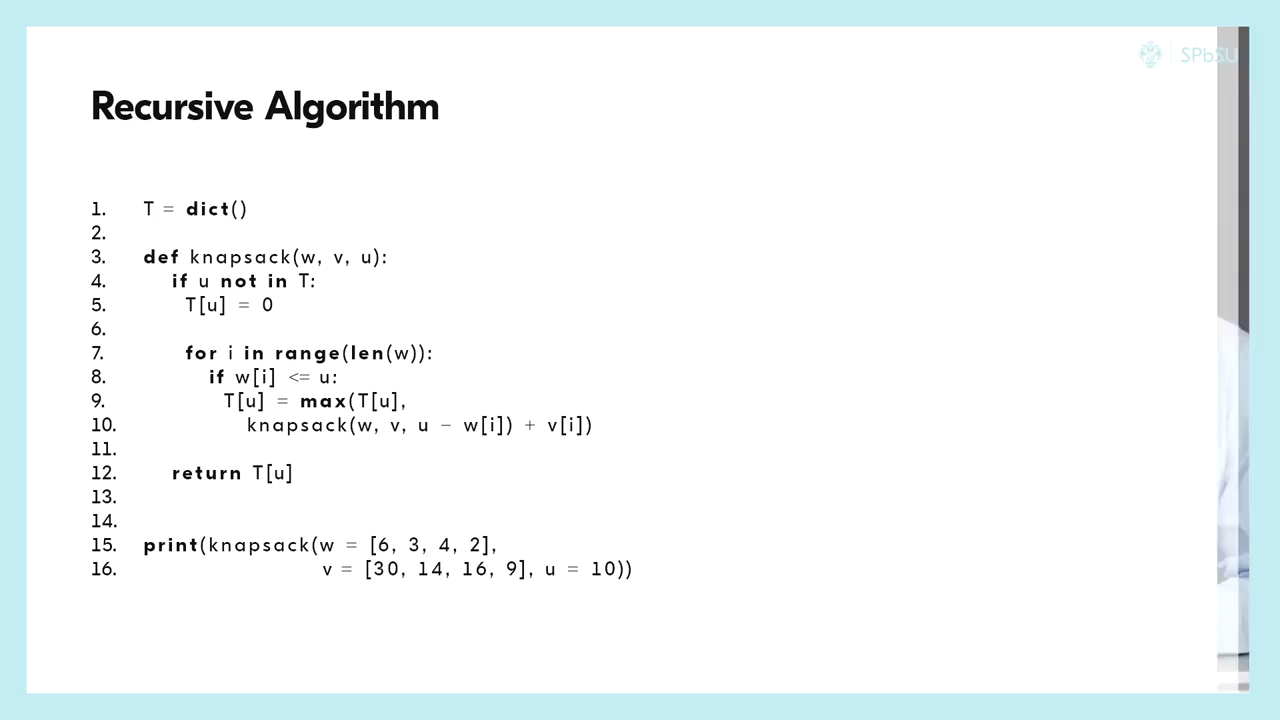 SPbSU
Recursive Algorithm
1. T = dict()
2.
3. def knapsack(w, v, u):
4. if u not in T:
5. T[u] = 0
6.
7. for i in range(len(w)):
8. if w[i] <= u:
9. T[u] = max(T[u],
10. knapsack(w, v, u - w[i]) + v[i])
11.
12. return T[u]
13.
14.
15. print(knapsack(w = [6, 3, 4, 2],
16. v = [30, 14, 16, 9], u = 10))